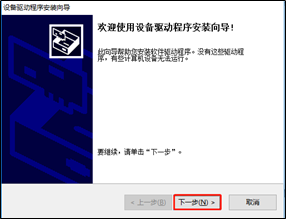 设备驱动程序安装向导
欢迎使用设备驱动程序安装向导!
此向导帮助您安装软件驱动程序。没有这些驱动程
序，有些计算机设备无法运行。
要继续，请单击“下一步”。
< 上一步(B)
下一步(N) >
取消